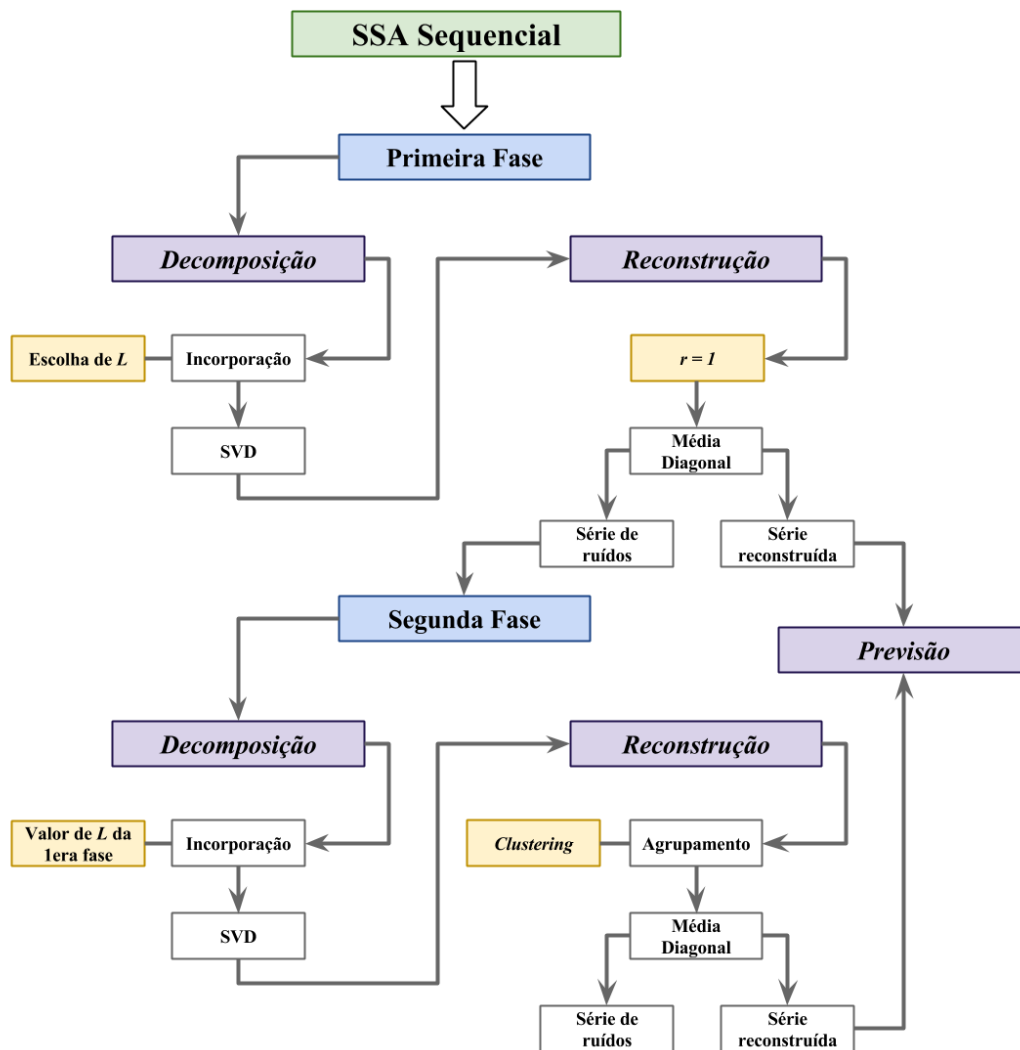 SSA Sequencial
Primeira Fase
Decomposição
Reconstrução
Escolha de L
Incorporação
r = 1
SVD
Média
Diagonal
Série de
ruídos
Série
reconstruída
Segunda Fase
Previsão
Decomposição
Reconstrução
Valor de L da
1era fase
Incorporação
Clustering
Agrupamento
SVD
Média
Diagonal
Série de
ruídos
Série
reconstruída